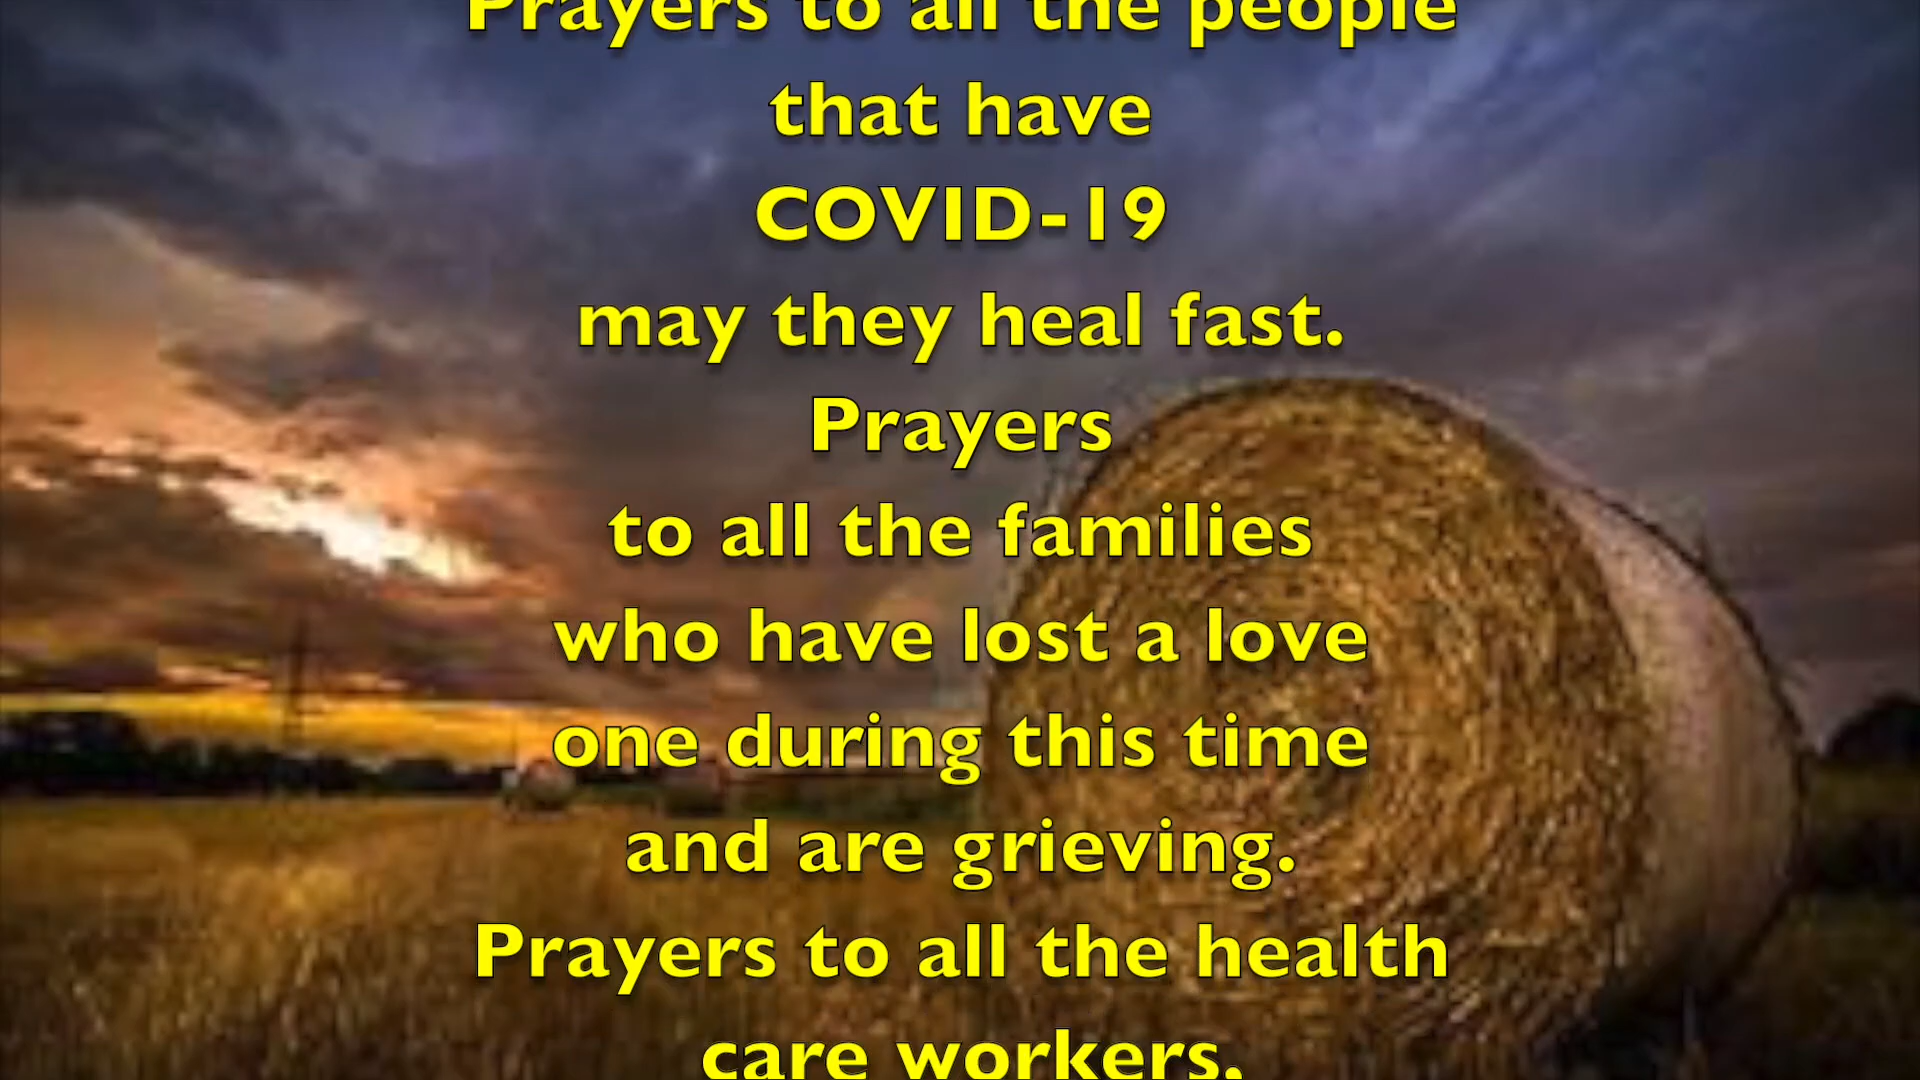 Prayers to all the people
that have
COVID-19
may they heal fast.
Prayers
to all the families
who have lost a love
one during this time
and are grieving.
Prayers to all the health
care workers,